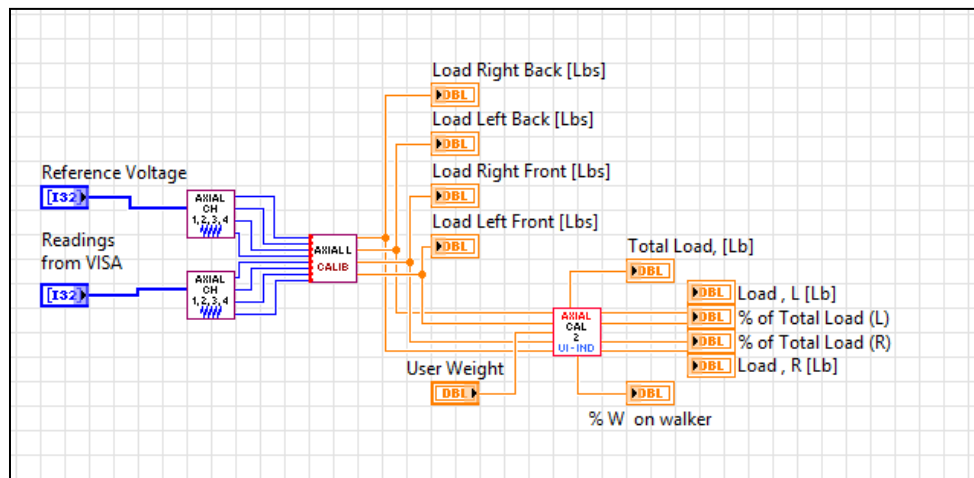 Load Right Back [Lbs]
DBL
Load Left Back [Lbs]
DBL
Reference Voltage
[I32]
AXIAL
CH
1,2,3,4
Load Right Front [Lbs]
DBL
Load Left Front [Lbs]
DBL
Readings
from VISA
[I32]
AXIAL
CH
1,2,3,4
AXIALL
CALIB
Total Load, [Lb]
DBL
AXIAL
CAL
2
UI-IND
DBL Load , L [Lb]
DBL % of Total Load (L)
DBL % of Total Load (R)
DBL Load , R [Lb]
User Weight
DBL
DBL
% W on walker